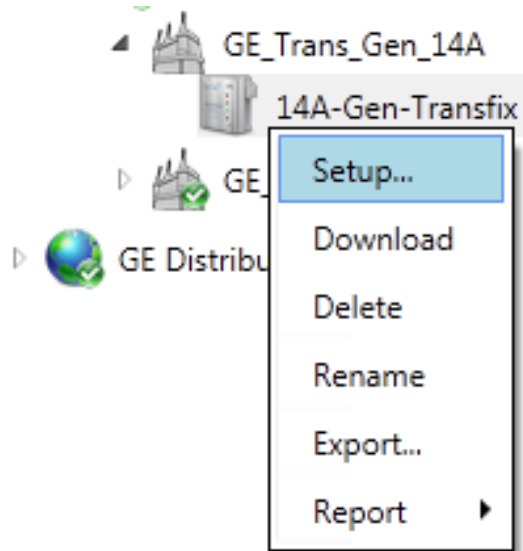 GE_Trans_Gen_14A
14A-Gen-Transfix
Setup...
GE_
Download
GE Distribu
Delete
Rename
Export...
Report